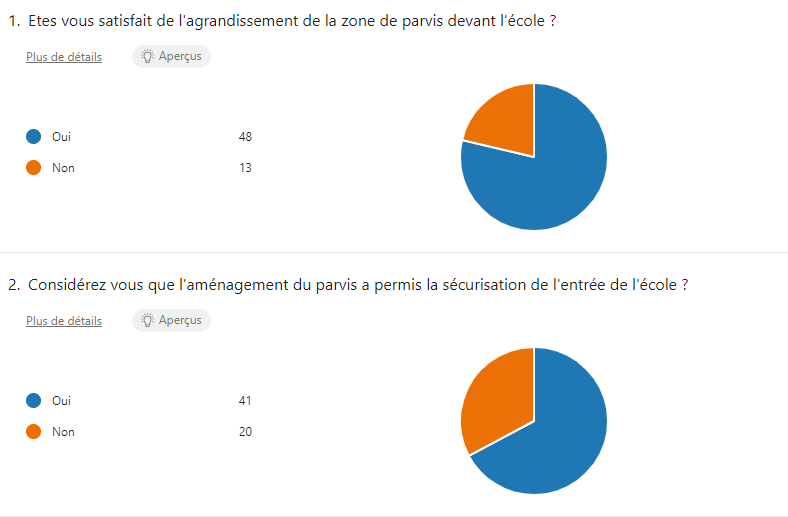 1. Etes vous satisfait de l'agrandissement de la zone de parvis devant l'école ?
Plus de détails Aperçus
Oui 48
Non 13
2. Considérez vous que l'aménagement du parvis a permis la sécurisation de l'entrée de l'école ?
Plus de détails Aperçus
Oui 41
Non 20